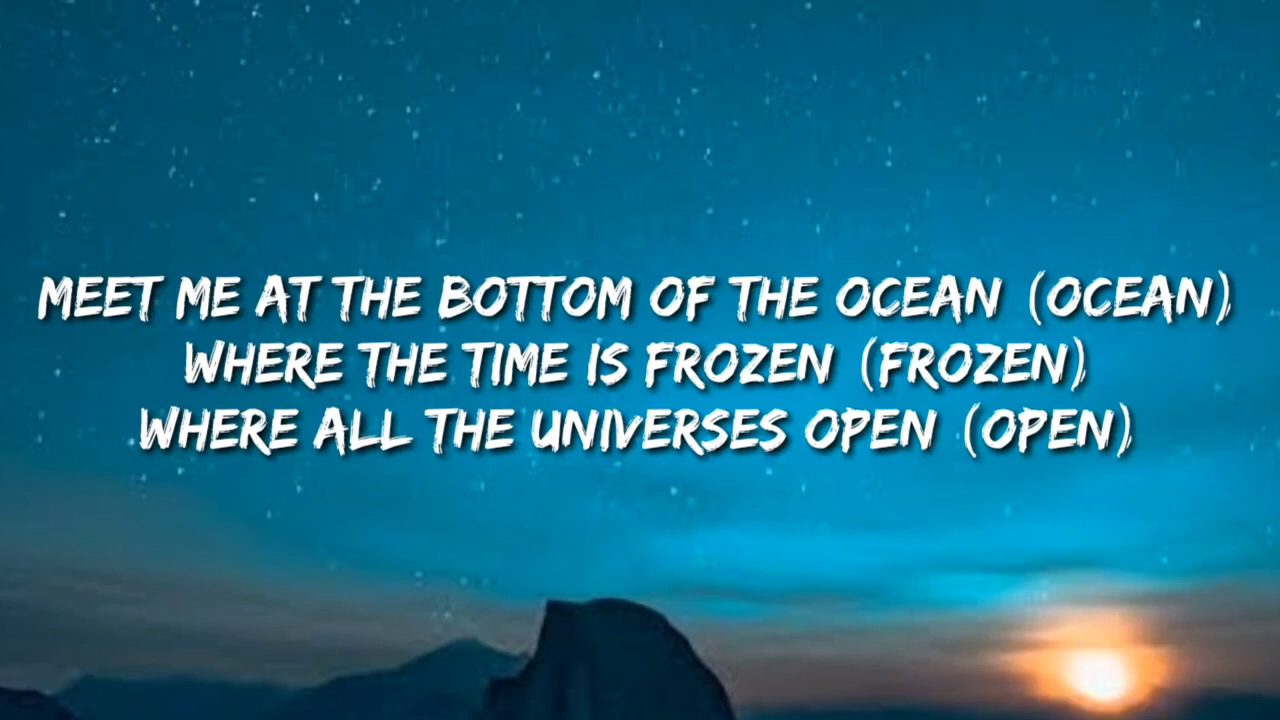 MEET ME AT THE BOTTOM OF THE OCEAN (OCEAN)
WHERE THE TIME IS FROZEN (FROZEN)
WHERE ALL THE UNIVERSES OPEN (OPEN)